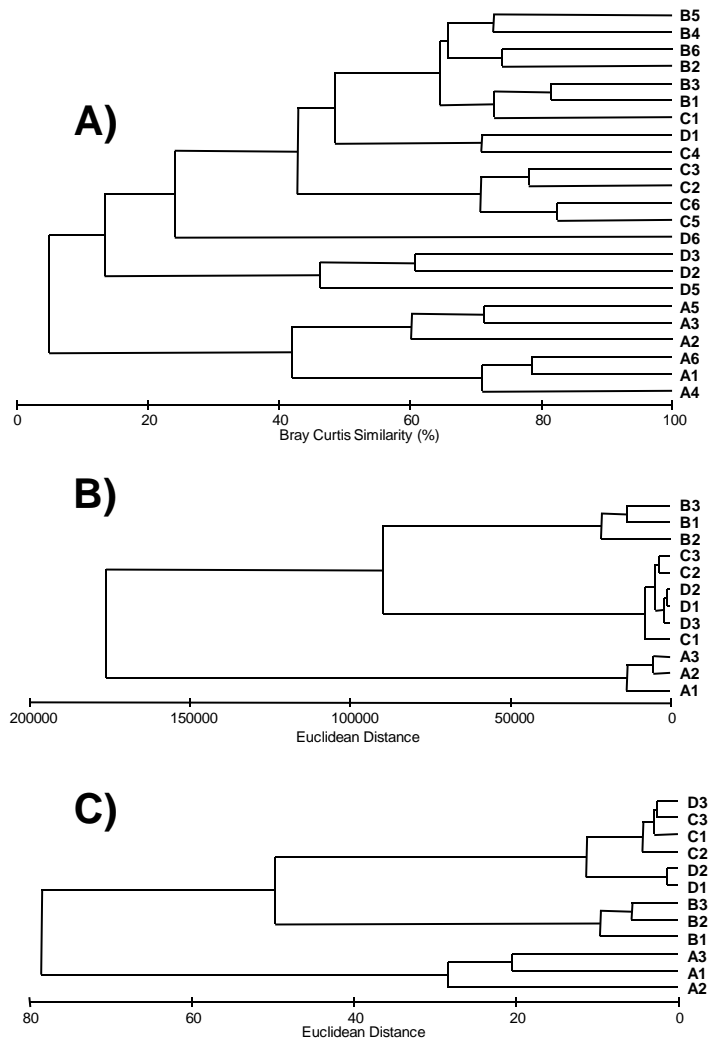 A)
B5
B4
B6
B2
B3
B1
C1
D1
C4
C3
C2
C6
C5
D6
D3
D2
D5
A5
A3
A2
A6
A1
A4
0 20 40 60 80 100
Bray Curtis Similarity (%)
B)
B3
B1
B2
C3
C2
D2
D1
D3
C1
A3
A2
A1
200000 150000 100000 50000 0
Euclidean Distance
C)
D3
C3
C1
C2
D2
D1
B3
B2
B1
A3
A1
A2
80 60 40 20 0
Euclidean Distance